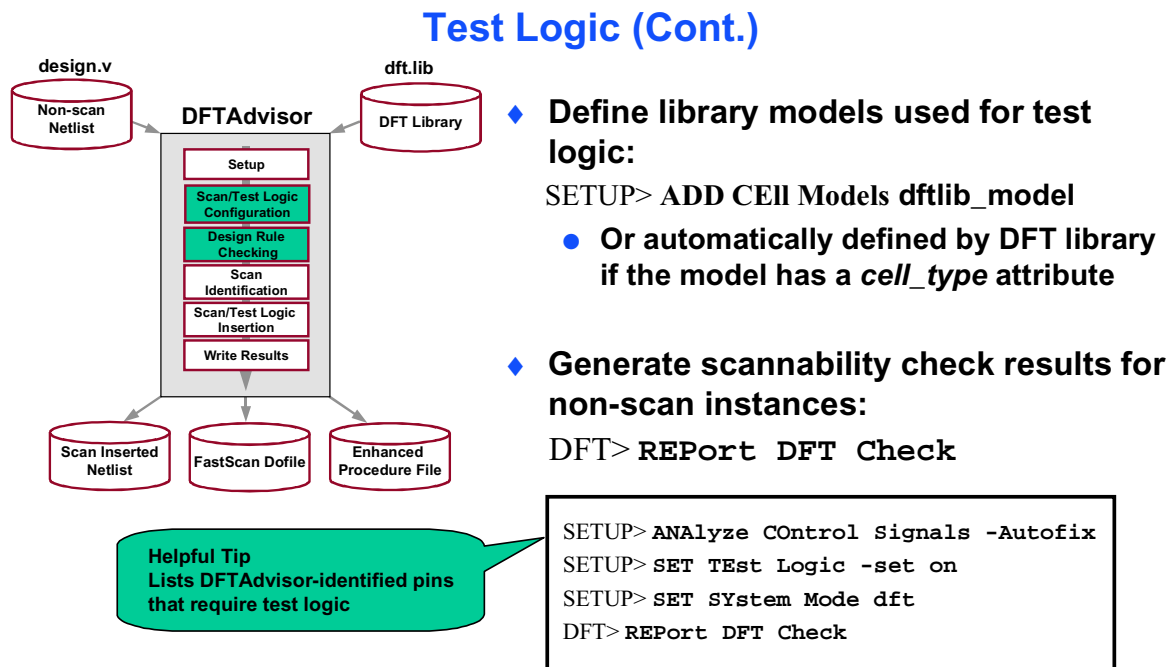 Test Logic (Cont.)
design.v
dft.lib
Non-scan
Netlist
DFTAdvisor
DFT Library
Setup
Scan/Test Logic
Configuration
Design Rule
Checking
Scan
Identification
Scan/Test Logic
Insertion
Write Results
Scan Inserted
Netlist
FastScan Dofile
Enhanced
Procedure File
♦ Define library models used for test
logic:
SETUP> ADD CEll Models dftlib_model
● Or automatically defined by DFT library
if the model has a cell_type attribute
♦ Generate scannability check results for
non-scan instances:
DFT> REPort DFT Check
Helpful Tip
Lists DFTAdvisor-identified pins
that require test logic
SETUP> ANAlyze COntrol Signals -Autofix
SETUP> SET TEst Logic -set on
SETUP> SET SYstem Mode dft
DFT> REPort DFT Check